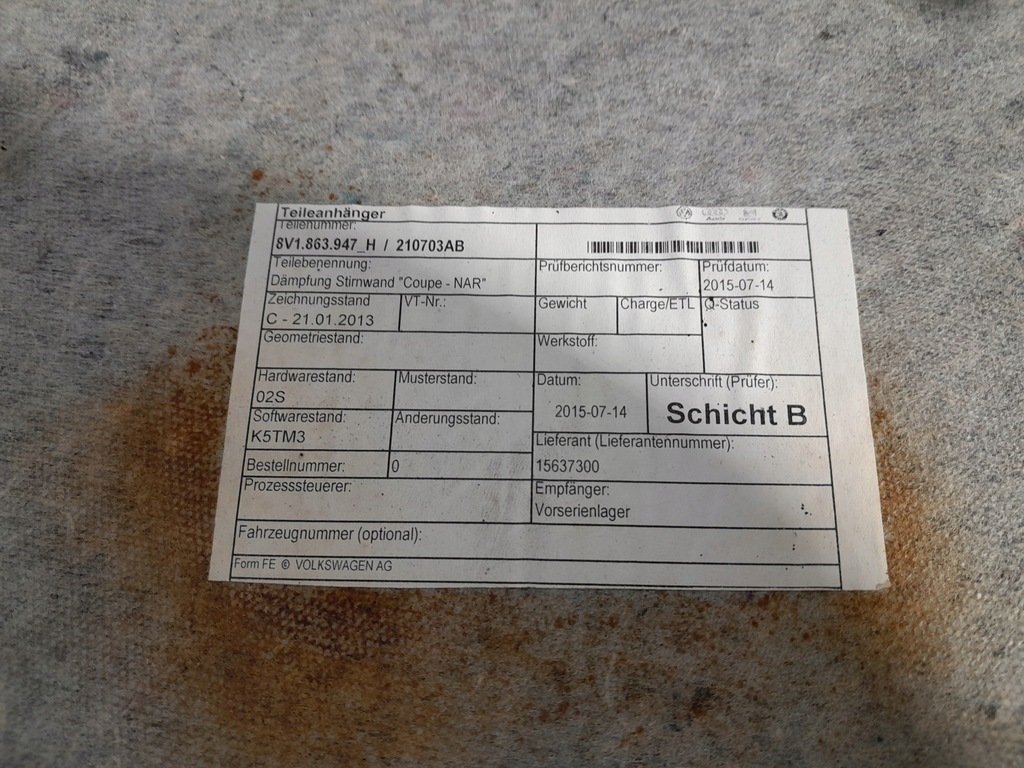 Teileanhänger
Teilenummer:
8V1.863.947_H / 210703AB
Teilebenennung:
Dämpfung Stirnwand "Coupe - NAR"
Prüfberichtsnummer:
Prüfdatum:
2015-07-14
Zeichnungsstand
C - 21.01.2013
VT-Nr.:
Gewicht
Charge/ETL
Q-Status
Geometriestand:
Werkstoff:
Hardwarestand:
02S
Musterstand:
Datum:
2015-07-14
Unterschrift (Prüfer):
Schicht B
Softwarestand:
K5TM3
Änderungsstand:
Lieferant (Lieferantennummer):
15637300
Bestellnummer:
0
Prozesssteuerer:
Empfänger:
Vorserienlager
Fahrzeugnummer (optional):
Form FE © VOLKSWAGEN AG